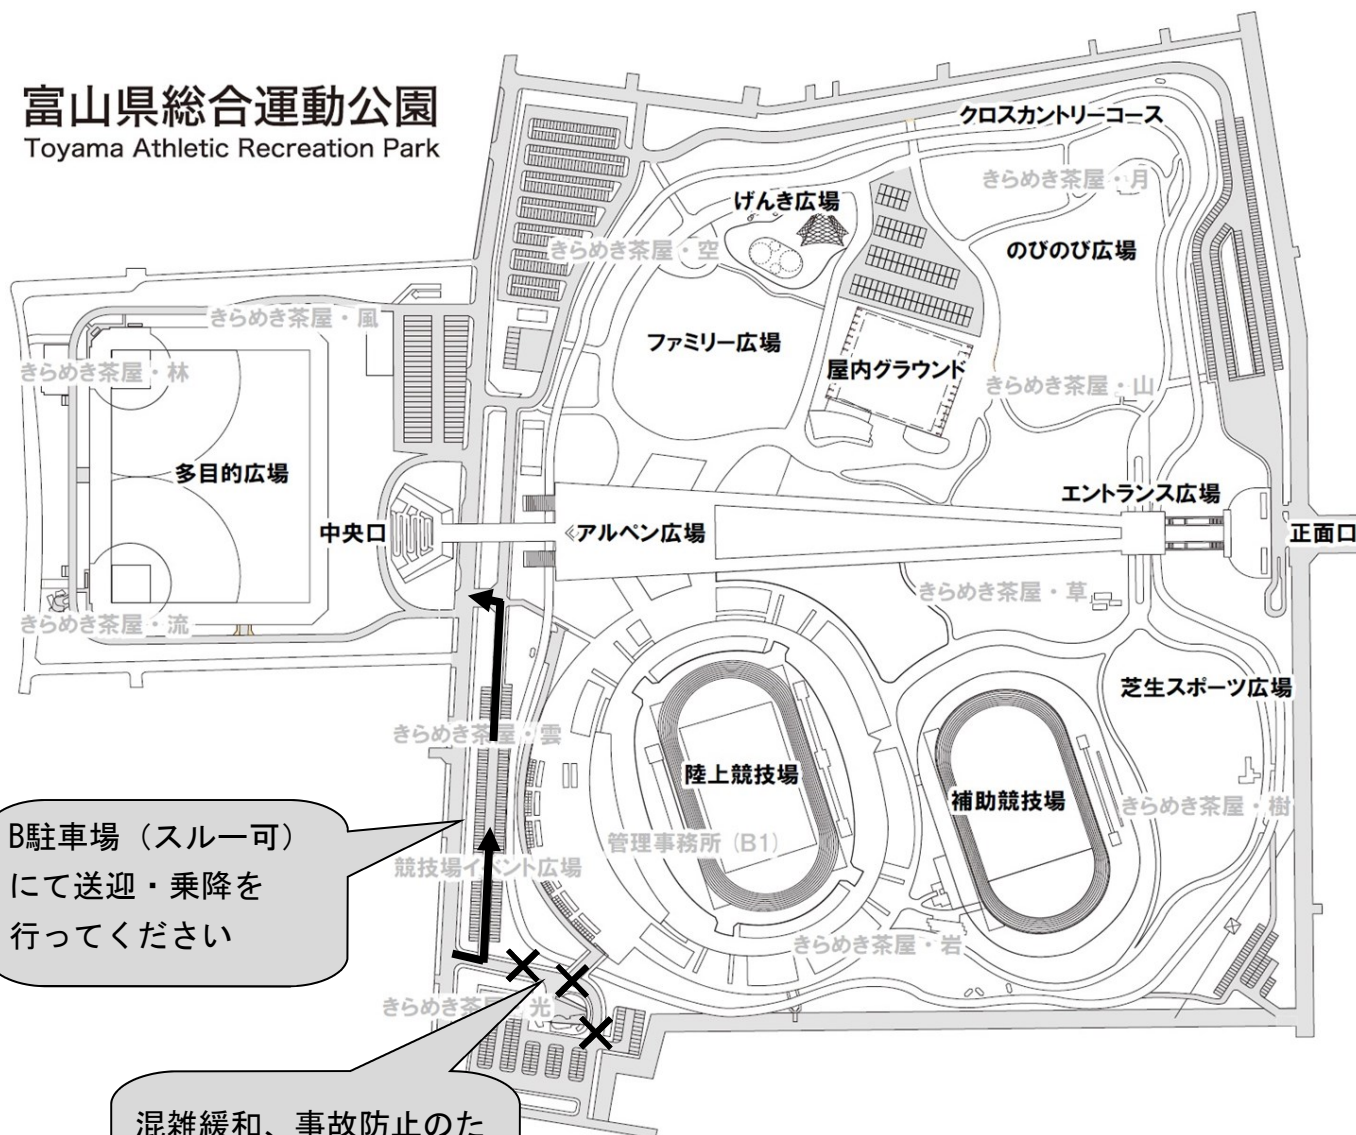 富山県総合運動公園
Toyama Athletic Recreation Park
クロスカントリーコース
きらめき茶屋・月
げんき広場
きらめき茶屋・空
のびのび広場
きらめき茶屋・風
ファミリー広場
屋内グラウンド
きらめき茶屋・林
きらめき茶屋・山
多目的広場
エントランス広場
中央口
≪アルペン広場
正面口
きらめき茶屋・草
きらめき茶屋・流
芝生スポーツ広場
きらめき茶屋・雲
陸上競技場
補助競技場
きらめき茶屋・樹
管理事務所（B1）
競技場イベント広場
B駐車場（スルー可）
にて送迎・乗降を
行ってください
きらめき茶屋・岩
きらめき茶屋・光
混雑緩和、事故防止のた